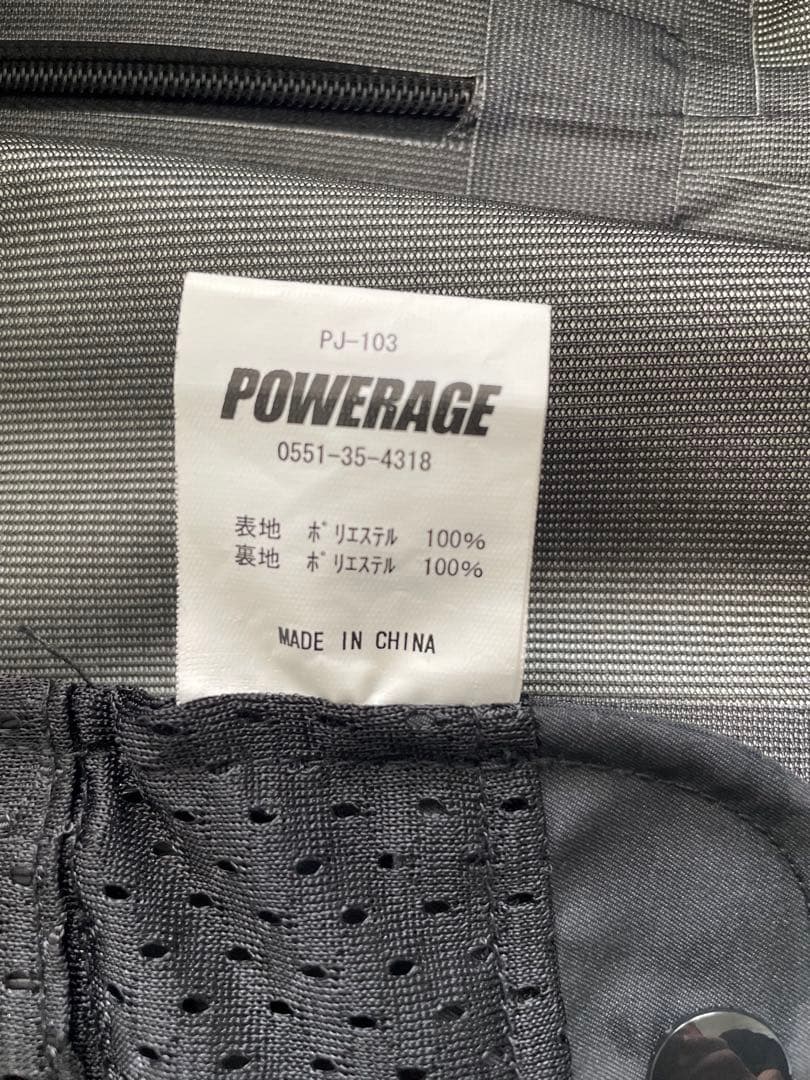 PJ-103
POWERAGE
0551-35-4318
表地 ポリエステル 100%
裏地 ポリエステル 100%
MADE IN CHINA